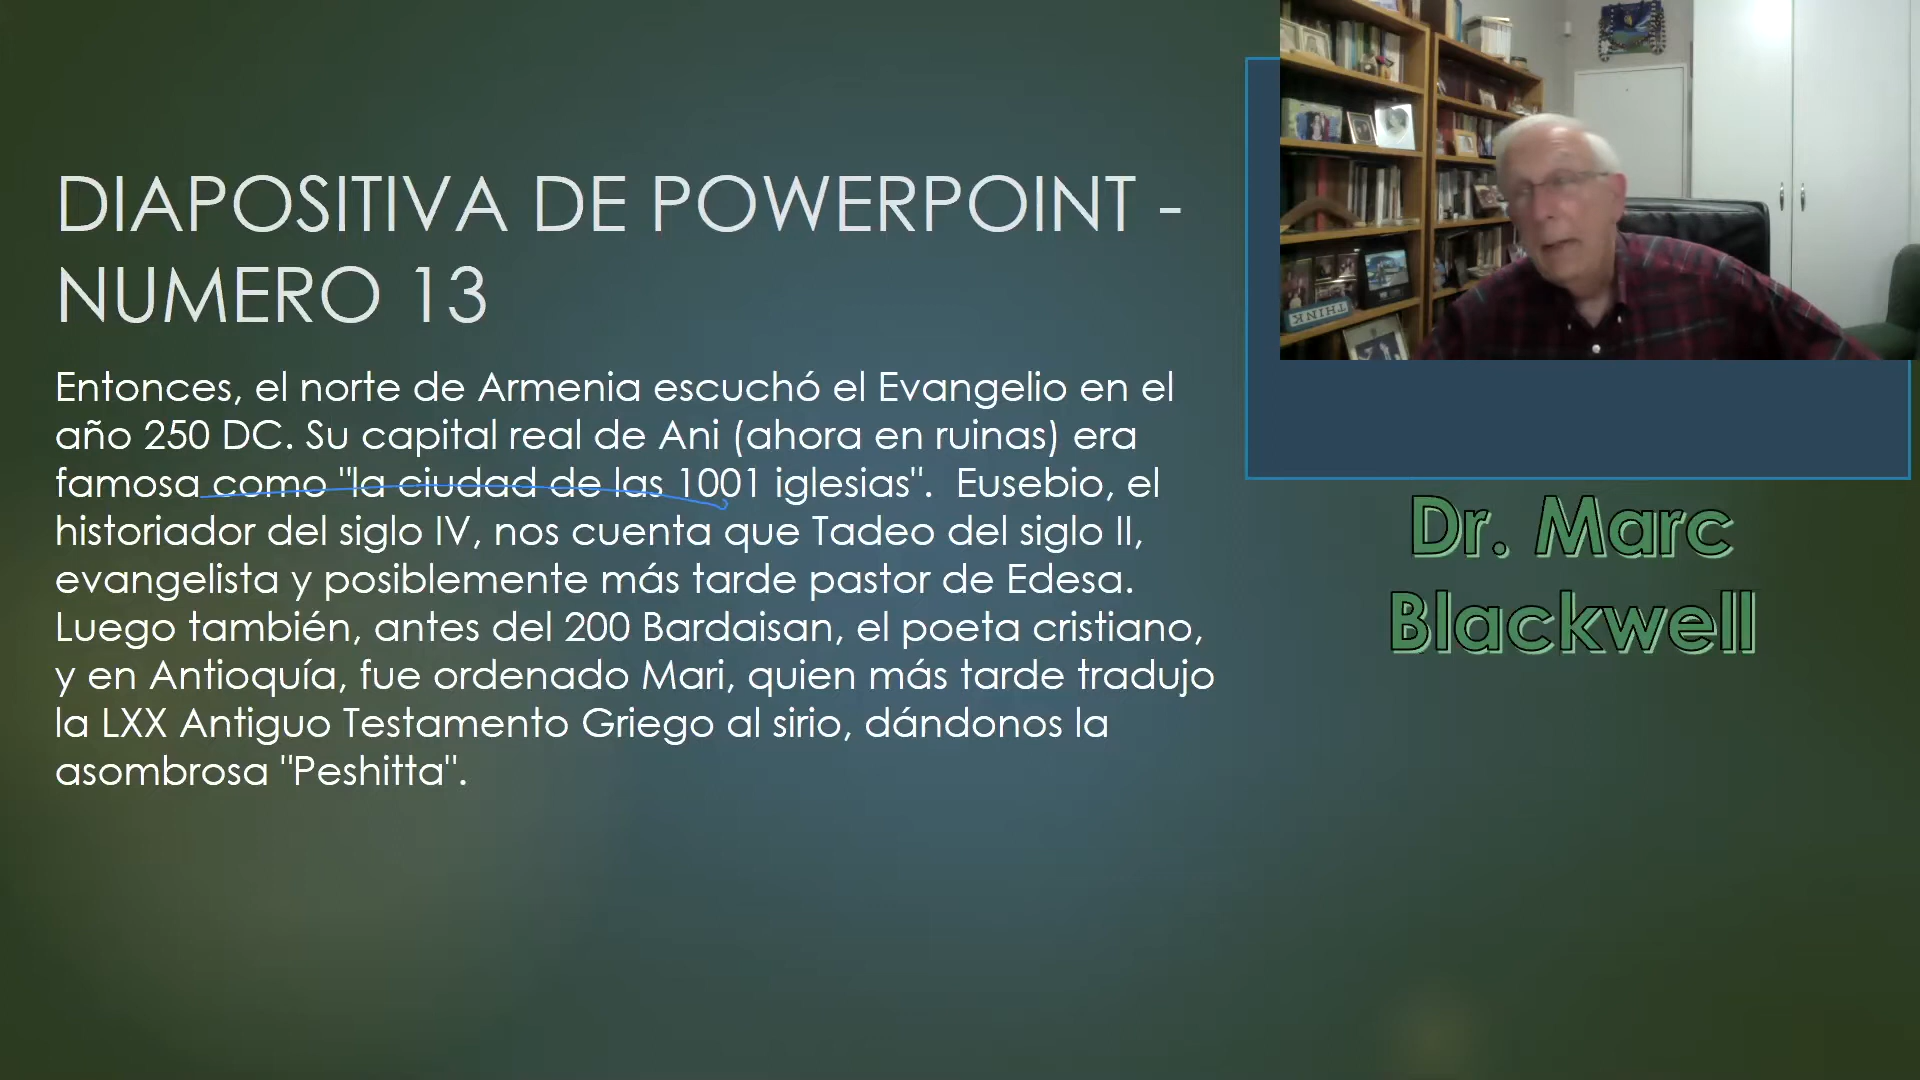 DIAPOSITIVA DE POWERPOINT -
NUMERO 13
Entonces, el norte de Armenia escuchó el Evangelio en el
año 250 DC. Su capital real de Ani (ahora en ruinas) era
famosa como "la ciudad de las 1001 iglesias".  Eusebio, el
historiador del siglo IV, nos cuenta que Tadeo del siglo II,
evangelista y posiblemente más tarde pastor de Edesa.
Luego también, antes del 200 Bardaisan, el poeta cristiano,
y en Antioquía, fue ordenado Mari, quien más tarde tradujo
la LXX Antiguo Testamento Griego al sirio, dándonos la
asombrosa "Peshitta".
THINK
Dr. Marc
Blackwell